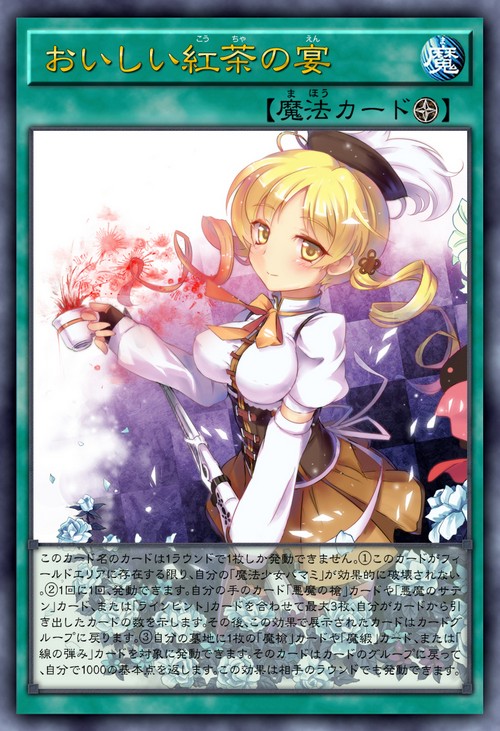 おいしい紅茶の宴
こう ちゃ えん
魔
【魔法カード】
ま ほう
このカード名のカードは1ラウンドで1枚しか発動できません。①このカードがフィ
ールドエリアに存在する限り、自分の「魔法少女バマミ」が効果的に破壊されない
。②1回に1回、発動できます。自分の手のカード「悪魔の槍」カードや「悪魔のサテ
ン」カード、または「ラインヒント」カードを合わせて最大3枚、自分がカードから引
き出したカードの数を示します。その後、この効果で展示されたカードはカードグ
ループに戻ります。③自分の墓地に1枚の「魔槍」カードや「魔緞」カード、または「
線の弾み」カードを対象に発動できます。そのカードはカードのグループに戻って
、自分で1000の基本点を返します。この効果は相手のラウンドでも発動できます。